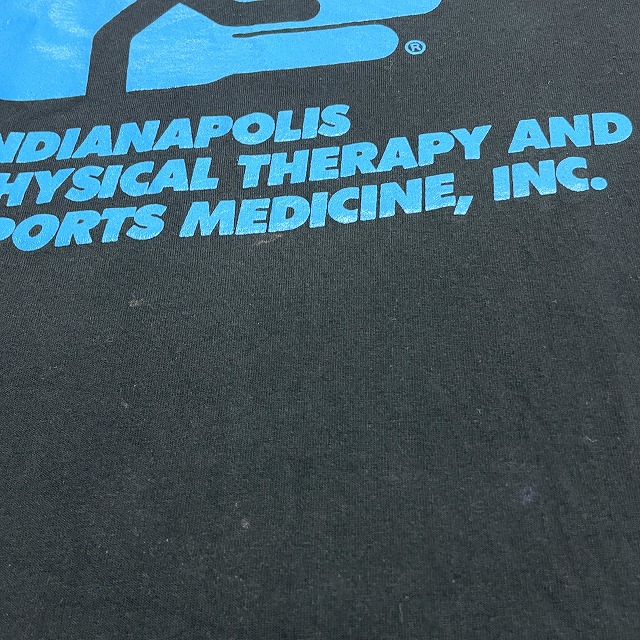 ®
NDIANAPOLIS
HYSICAL THERAPY AND
PORTS MEDICINE, INC.